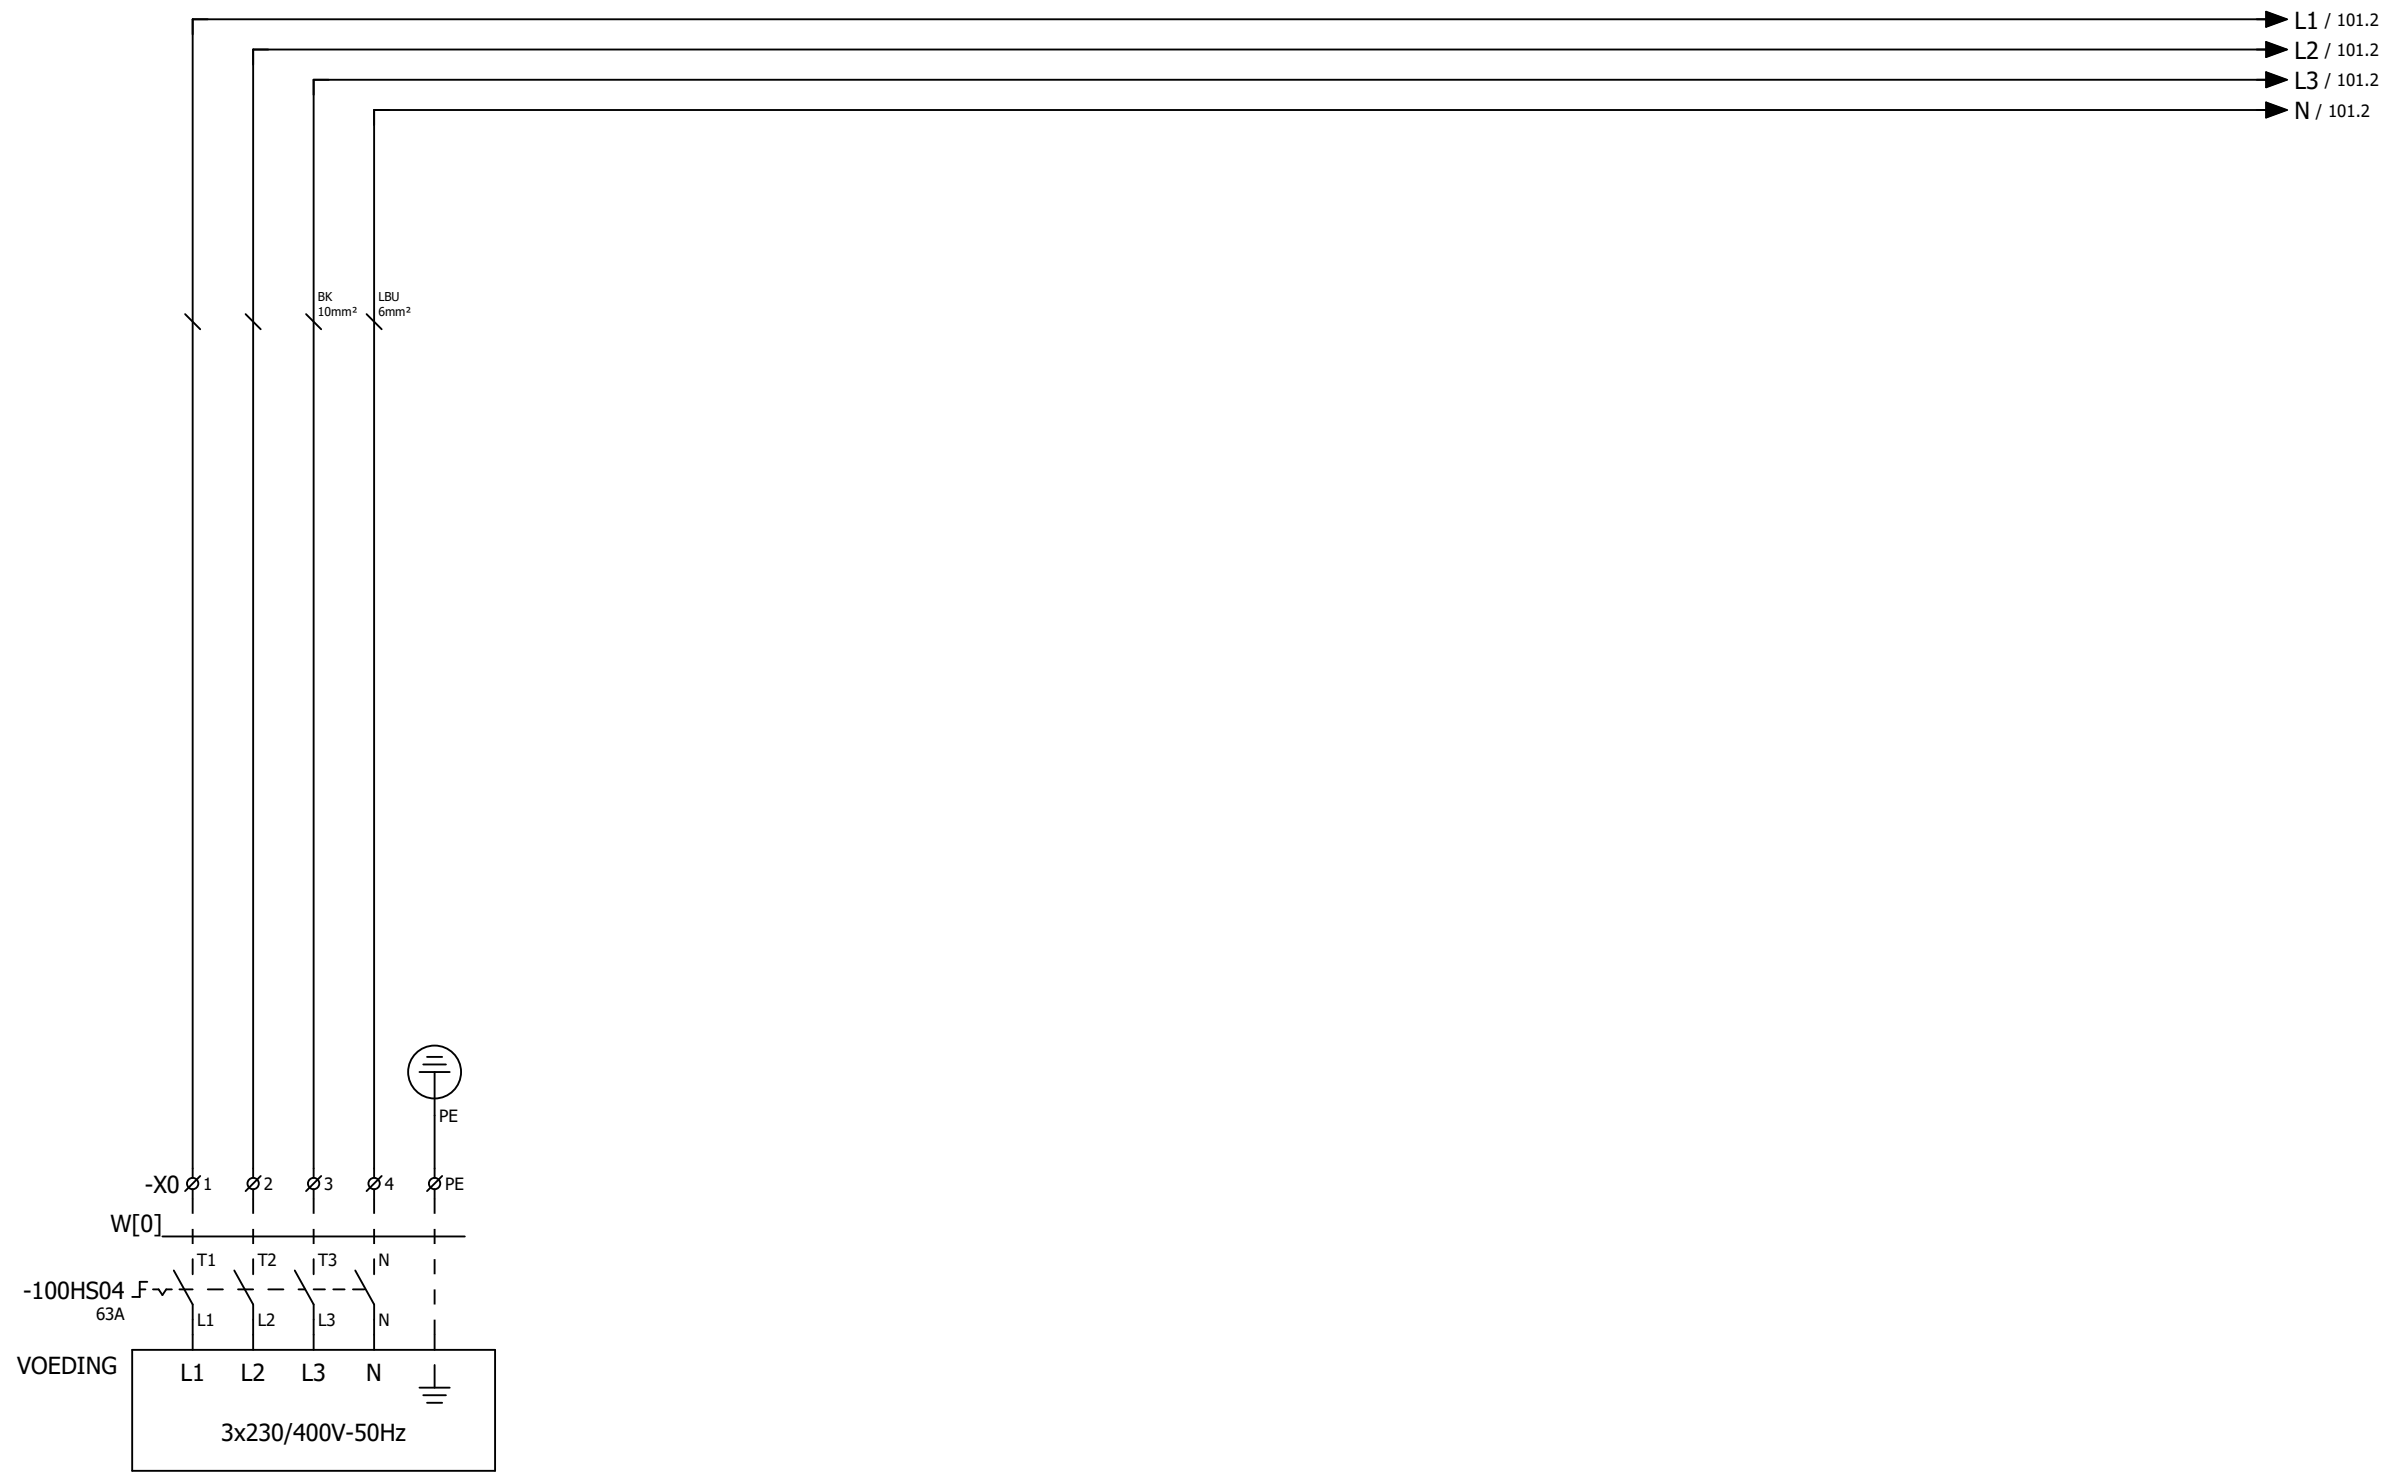 L1 / 101.2
L2 / 101.2
L3 / 101.2
N / 101.2
BK
10mm²
LBU
6mm²
PE
-X0 1 2 3 4 PE
W[0]
T1 T2 T3 N
-100HS04
63A
L1 L2 L3 N
VOEDING
L1 L2 L3 N
3x230/400V-50Hz